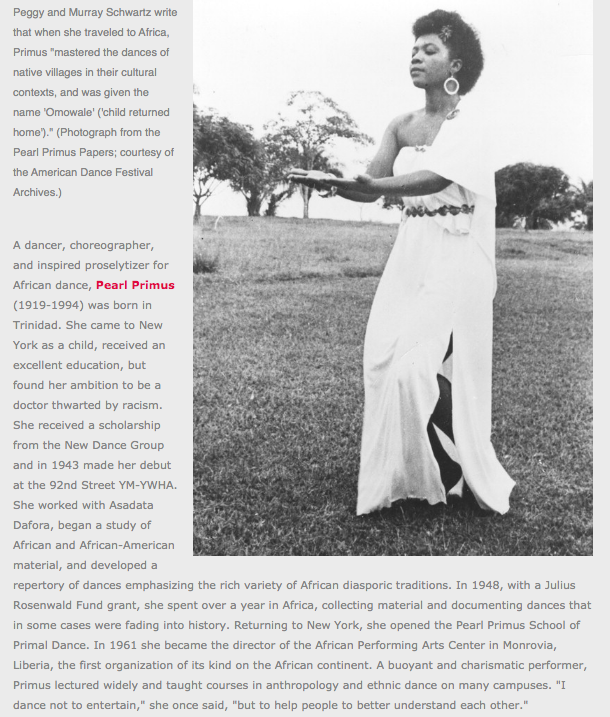 Peggy and Murray Schwartz write
that when she traveled to Africa,
Primus "mastered the dances of
native villages in their cultural
contexts, and was given the
name 'Omowale' ('child returned
home')." (Photograph from the
Pearl Primus Papers; courtesy of
the American Dance Festival
Archives.)
A dancer, choreographer,
and inspired proselytizer for
African dance, Pearl Primus
(1919-1994) was born in
Trinidad. She came to New
York as a child, received an
excellent education, but
found her ambition to be a
doctor thwarted by racism.
She received a scholarship
from the New Dance Group
and in 1943 made her debut
at the 92nd Street YM-YWHA.
She worked with Asadata
Dafora, began a study of
African and African-American
material, and developed a
repertory of dances emphasizing the rich variety of African diasporic traditions. In 1948, with a Julius
Rosenwald Fund grant, she spent over a year in Africa, collecting material and documenting dances that
in some cases were fading into history. Returning to New York, she opened the Pearl Primus School of
Primal Dance. In 1961 she became the director of the African Performing Arts Center in Monrovia,
Liberia, the first organization of its kind on the African continent. A buoyant and charismatic performer,
Primus lectured widely and taught courses in anthropology and ethnic dance on many campuses. "I
dance not to entertain," she once said, "but to help people to better understand each other."